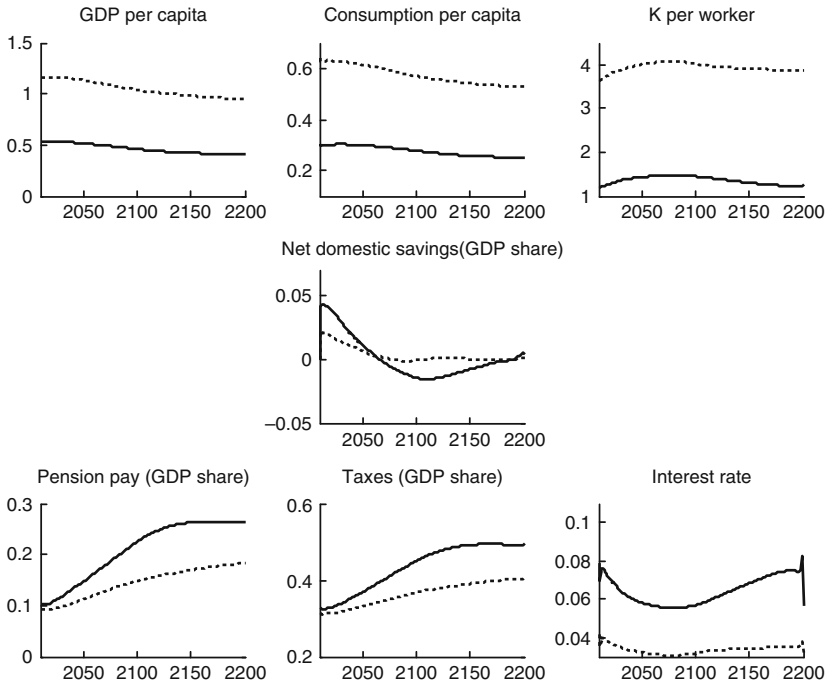 GDP per capita
1.5
1
0.5
0
2050 2100 2150 2200
Consumption per capita
0.6
0.4
0.2
2050 2100 2150 2200
K per worker
4
3
2
1
2050 2100 2150 2200
Net domestic savings(GDP share)
0.05
0
−0.05
2050 2100 2150 2200
Pension pay (GDP share)
0.3
0.2
0.1
0
2050 2100 2150 2200
Taxes (GDP share)
0.6
0.4
0.2
2050 2100 2150 2200
Interest rate
0.1
0.08
0.06
0.04
2050 2100 2150 2200